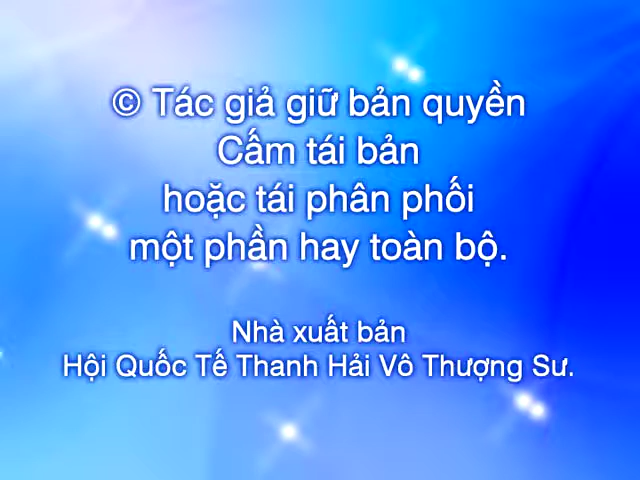 © Tác giả giữ bản quyền
Cấm tái bản
hoặc tái phân phối
một phần hay toàn bộ.
Nhà xuất bản
Hội Quốc Tế Thanh Hải Vô Thượng Sư.